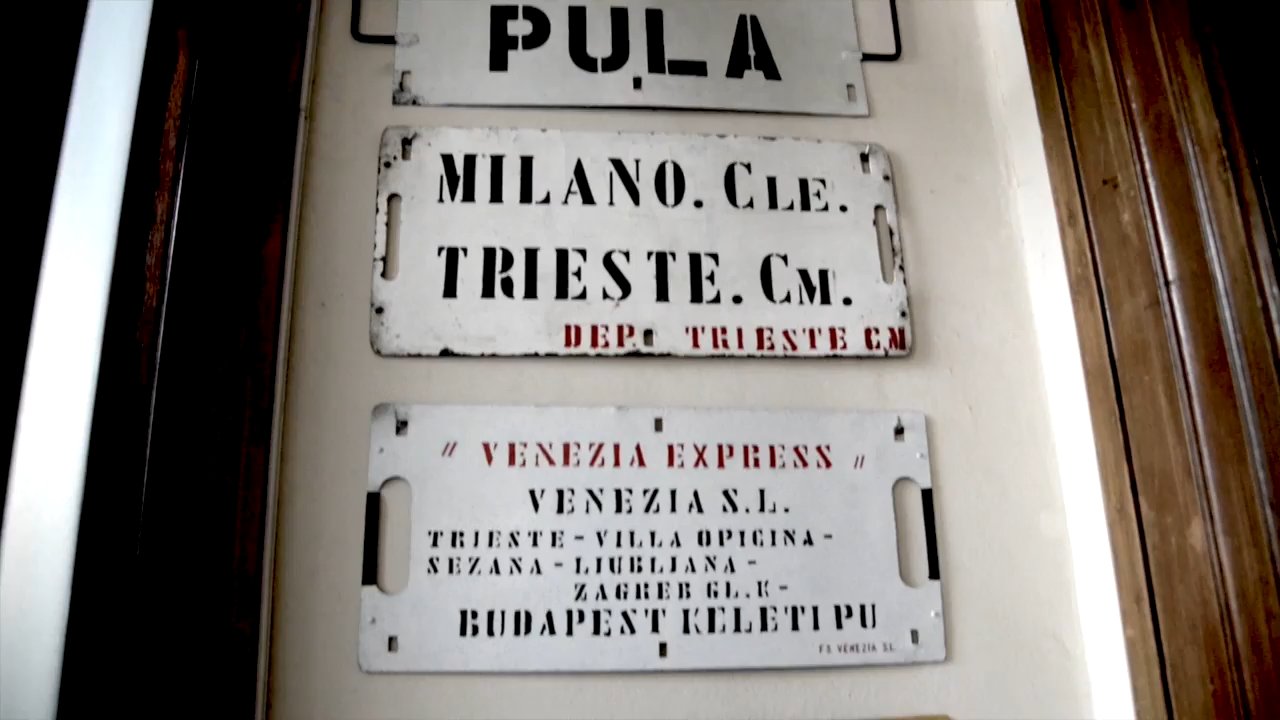 PULA
MILANO. CLE.
TRIESTE. CM.
DEP. TRIESTE CM
" VENEZIA EXPRESS "
VENEZIA S.L.
TRIESTE - VILLA OPICINA -
SEZANA - LJUBLJANA -
ZAGREB GL.K -
BUDAPEST KELETI PU
FS VENEZIA S.L.